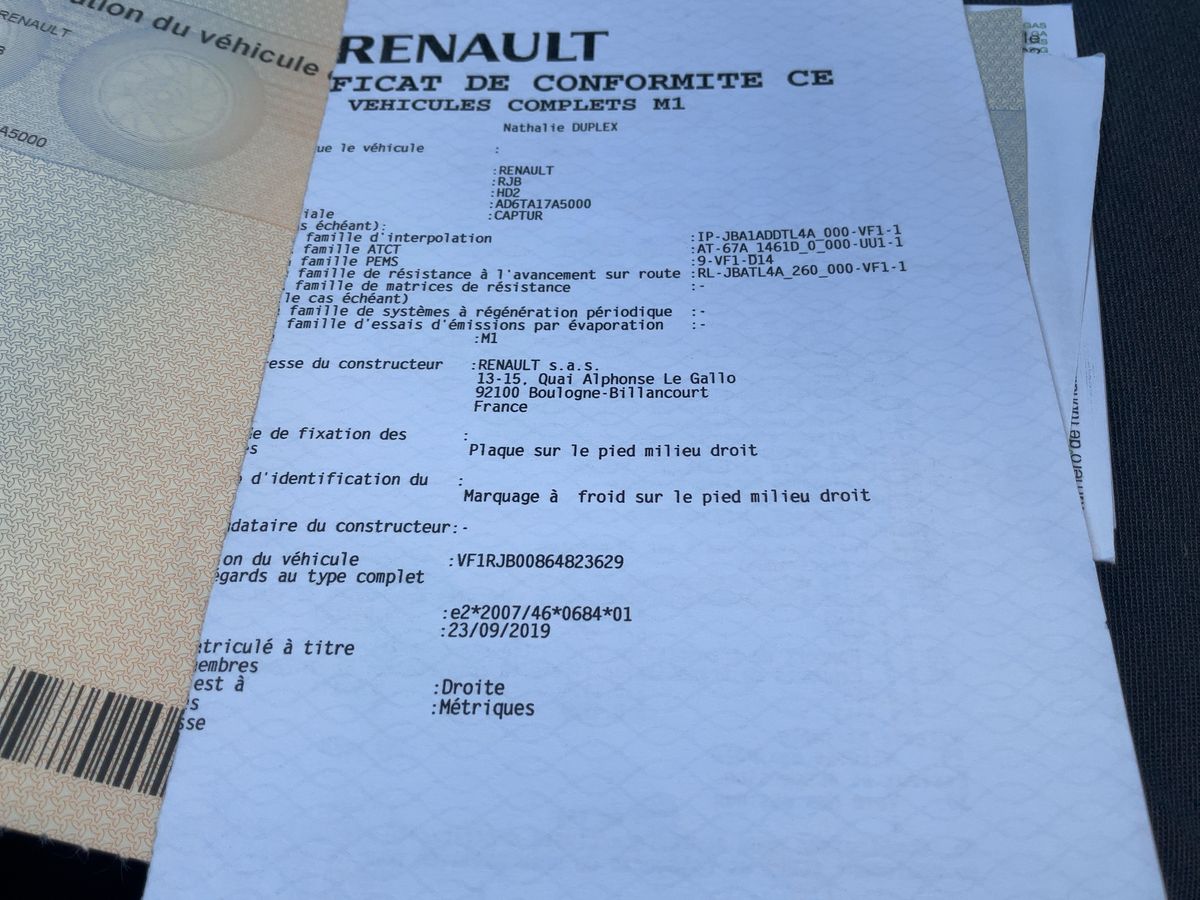 RENAULT
ution du véhicule
A5000
RENAULT
FICAT DE CONFORMITE CE
VEHICULES COMPLETS M1
Nathalie DUPLEX
ue le véhicule :
:RENAULT
:RJB
:HD2
:AD6TA17A5000
iale :CAPTUR
s échéant):
famille d'interpolation :IP-JBA1ADDTL4A_000-VF1-1
famille ATCT :AT-67A_1461D_0_000-UU1-1
famille PEMS :9-VF1-D14
famille de résistance à l'avancement sur route :RL-JBATL4A_260_000-VF1-1
famille de matrices de résistance :-
le cas échéant)
famille de systèmes à régénération périodique :-
famille d'essais d'émissions par évaporation :-
:M1
esse du constructeur :RENAULT s.a.s.
13-15, Quai Alphonse Le Gallo
92100 Boulogne-Billancourt
France
e de fixation des :
s Plaque sur le pied milieu droit
d'identification du :
Marquage à froid sur le pied milieu droit
dataire du constructeur:-
on du véhicule :VF1RJB00864823629
égards au type complet
:e2*2007/46*0684*01
:23/09/2019
triculé à titre
embres
est à :Droite
s :Métriques
sse